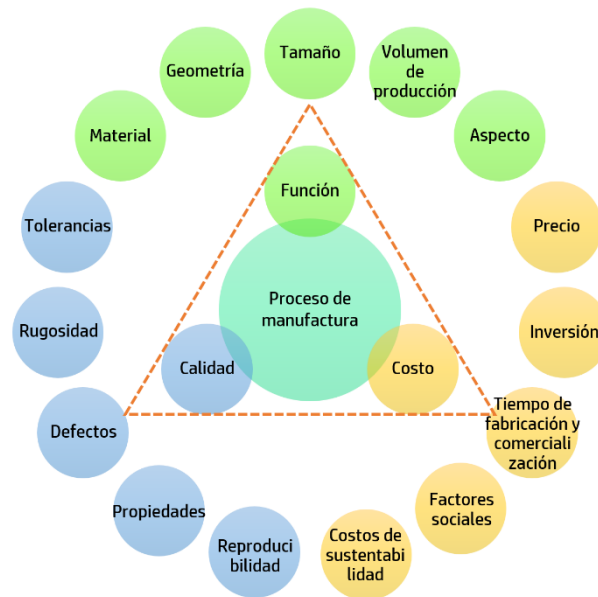 Tamaño
Volumen
de
producción
Geometría
Material
Aspecto
Función
Tolerancias
Precio
Proceso de
manufactura
Rugosidad
Inversión
Calidad
Costo
Defectos
Tiempo de
fabricación y
comerciali
zación
Propiedades
Factores
sociales
Reproduci
bilidad
Costos de
sustentabi
lidad